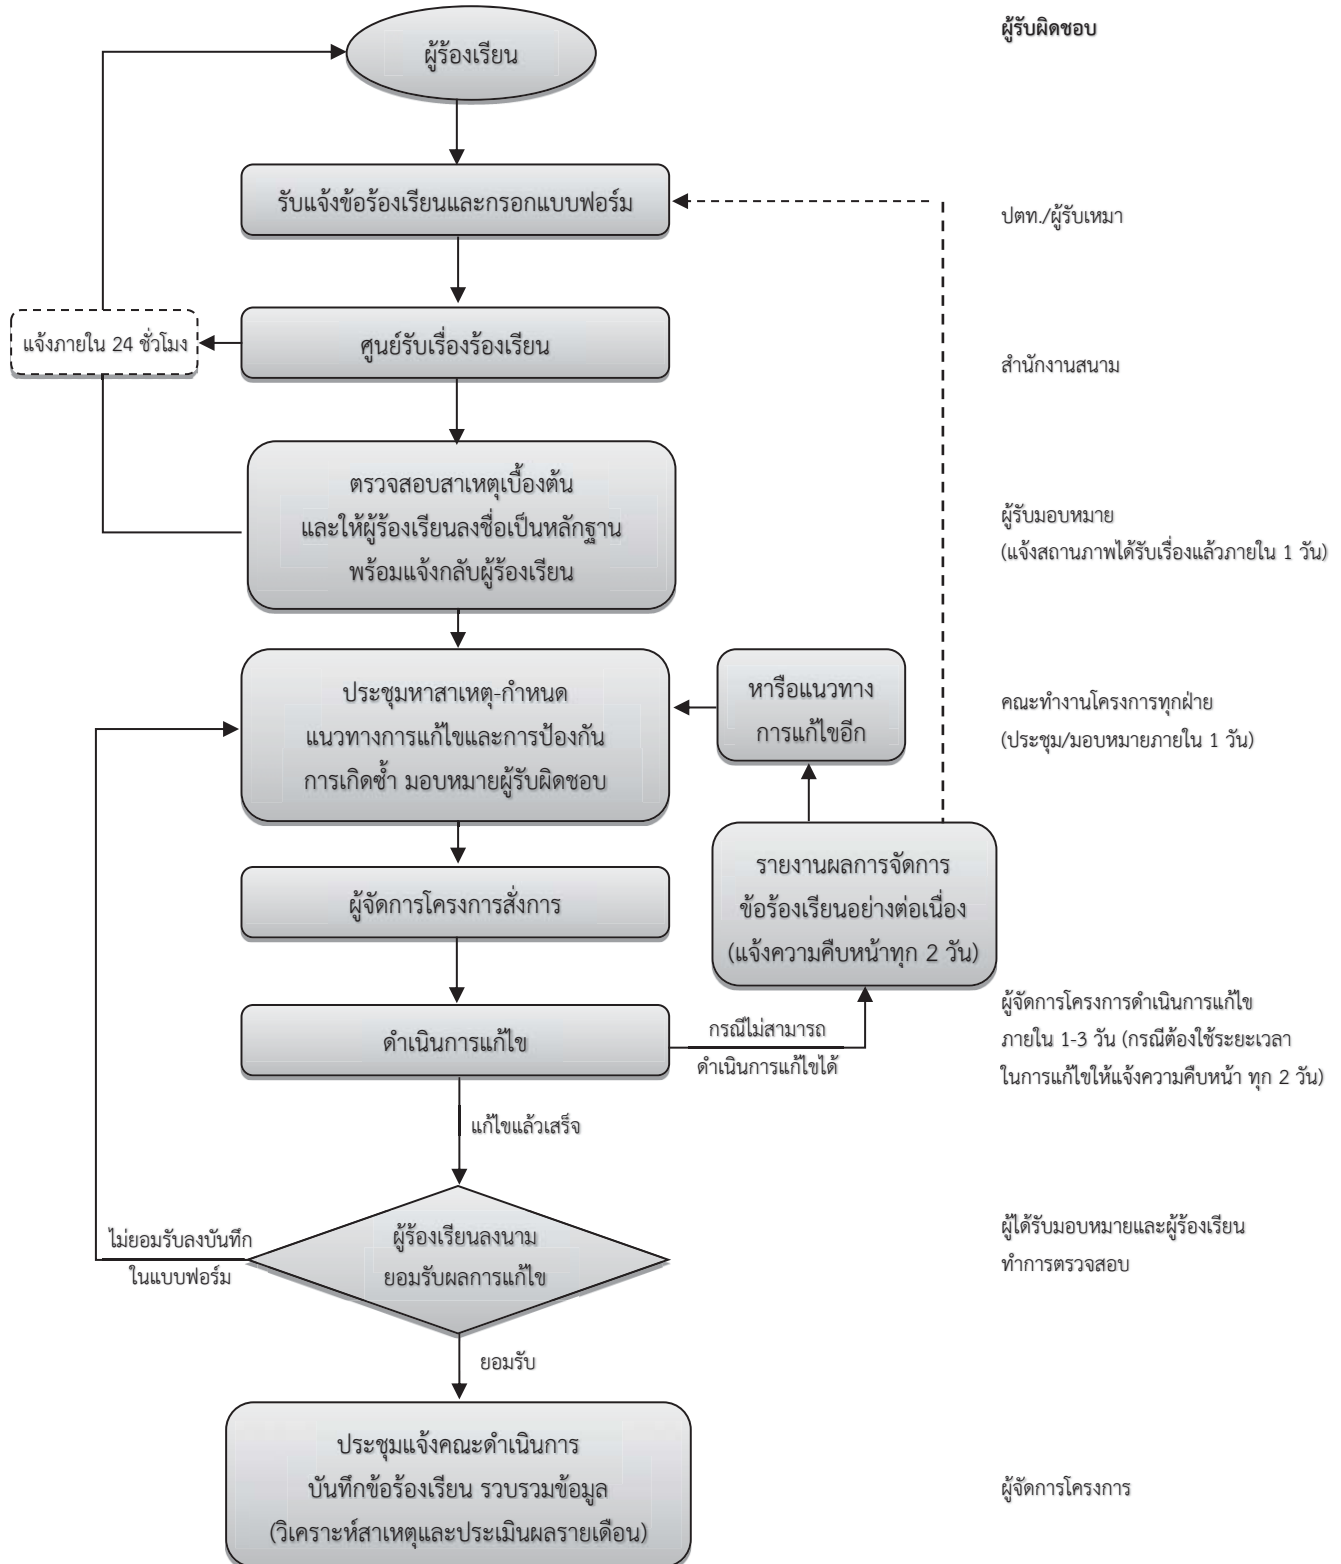 ผู้รับผิดชอบ
ผู้ร้องเรียน
รับแจ้งข้อร้องเรียนและกรอกแบบฟอร์ม
ปตท./ผู้รับเหมา
แจ้งภายใน 24 ชั่วโมง
ศูนย์รับเรื่องร้องเรียน
สำนักงานสนาม
ตรวจสอบสาเหตุเบื้องต้น
และให้ผู้ร้องเรียนลงชื่อเป็นหลักฐาน
พร้อมแจ้งกลับผู้ร้องเรียน
ผู้รับมอบหมาย
(แจ้งสถานภาพได้รับเรื่องแล้วภายใน 1 วัน)
ประชุมหาสาเหตุ-กำหนด
แนวทางการแก้ไขและการป้องกัน
การเกิดซ้ำ มอบหมายผู้รับผิดชอบ
หารือแนวทาง
การแก้ไขอีก
คณะทำงานโครงการทุกฝ่าย
(ประชุม/มอบหมายภายใน 1 วัน)
ผู้จัดการโครงการสั่งการ
รายงานผลการจัดการ
ข้อร้องเรียนอย่างต่อเนื่อง
(แจ้งความคืบหน้าทุก 2 วัน)
ดำเนินการแก้ไข
กรณีไม่สามารถ
ดำเนินการแก้ไขได้
ผู้จัดการโครงการดำเนินการแก้ไข
ภายใน 1-3 วัน (กรณีต้องใช้ระยะเวลา
ในการแก้ไขให้แจ้งความคืบหน้า ทุก 2 วัน)
แก้ไขแล้วเสร็จ
ไม่ยอมรับลงบันทึก
ในแบบฟอร์ม
ผู้ร้องเรียนลงนาม
ยอมรับผลการแก้ไข
ผู้ได้รับมอบหมายและผู้ร้องเรียน
ทำการตรวจสอบ
ยอมรับ
ประชุมแจ้งคณะดำเนินการ
บันทึกข้อร้องเรียน รวบรวมข้อมูล
(วิเคราะห์สาเหตุและประเมินผลรายเดือน)
ผู้จัดการโครงการ